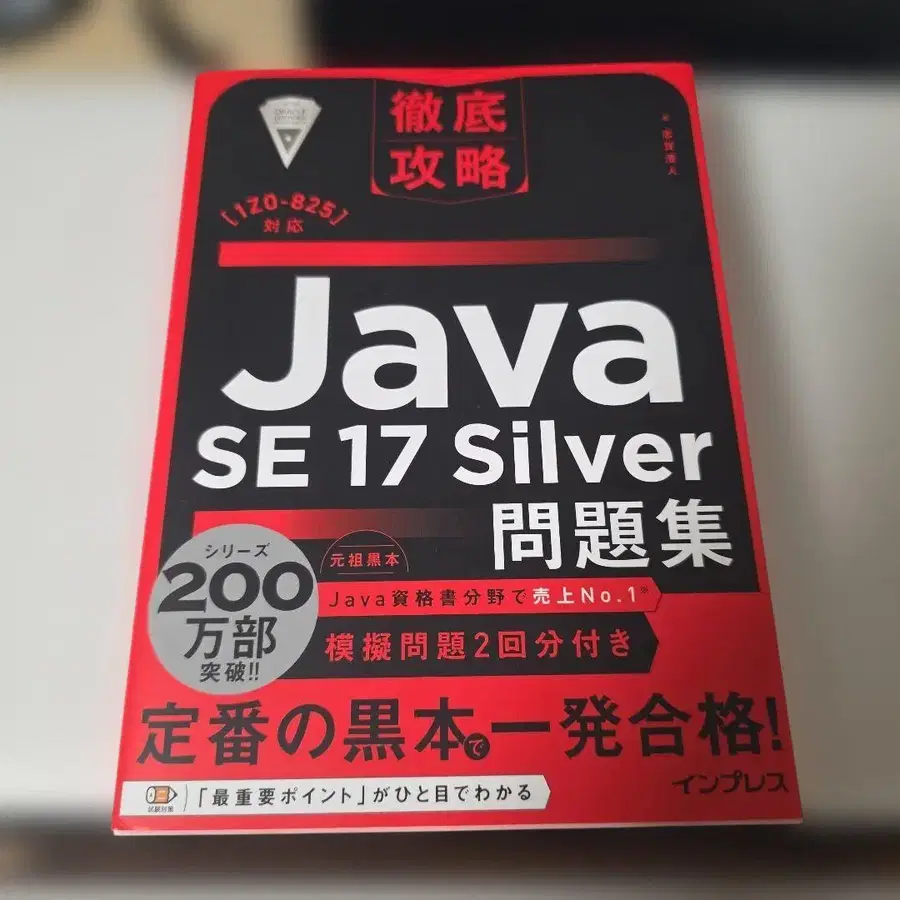 徹底
攻略
[1Z0-825]
対応
Java
SE 17 Silver
問題集
シリーズ
200
万部
突破!!
元祖黒本
Java資格書分野で売上No.1※
模擬問題2回分付き
定番の黒本で一発合格!
試験対策
「最重要ポイント」がひと目でわかる
インプレス